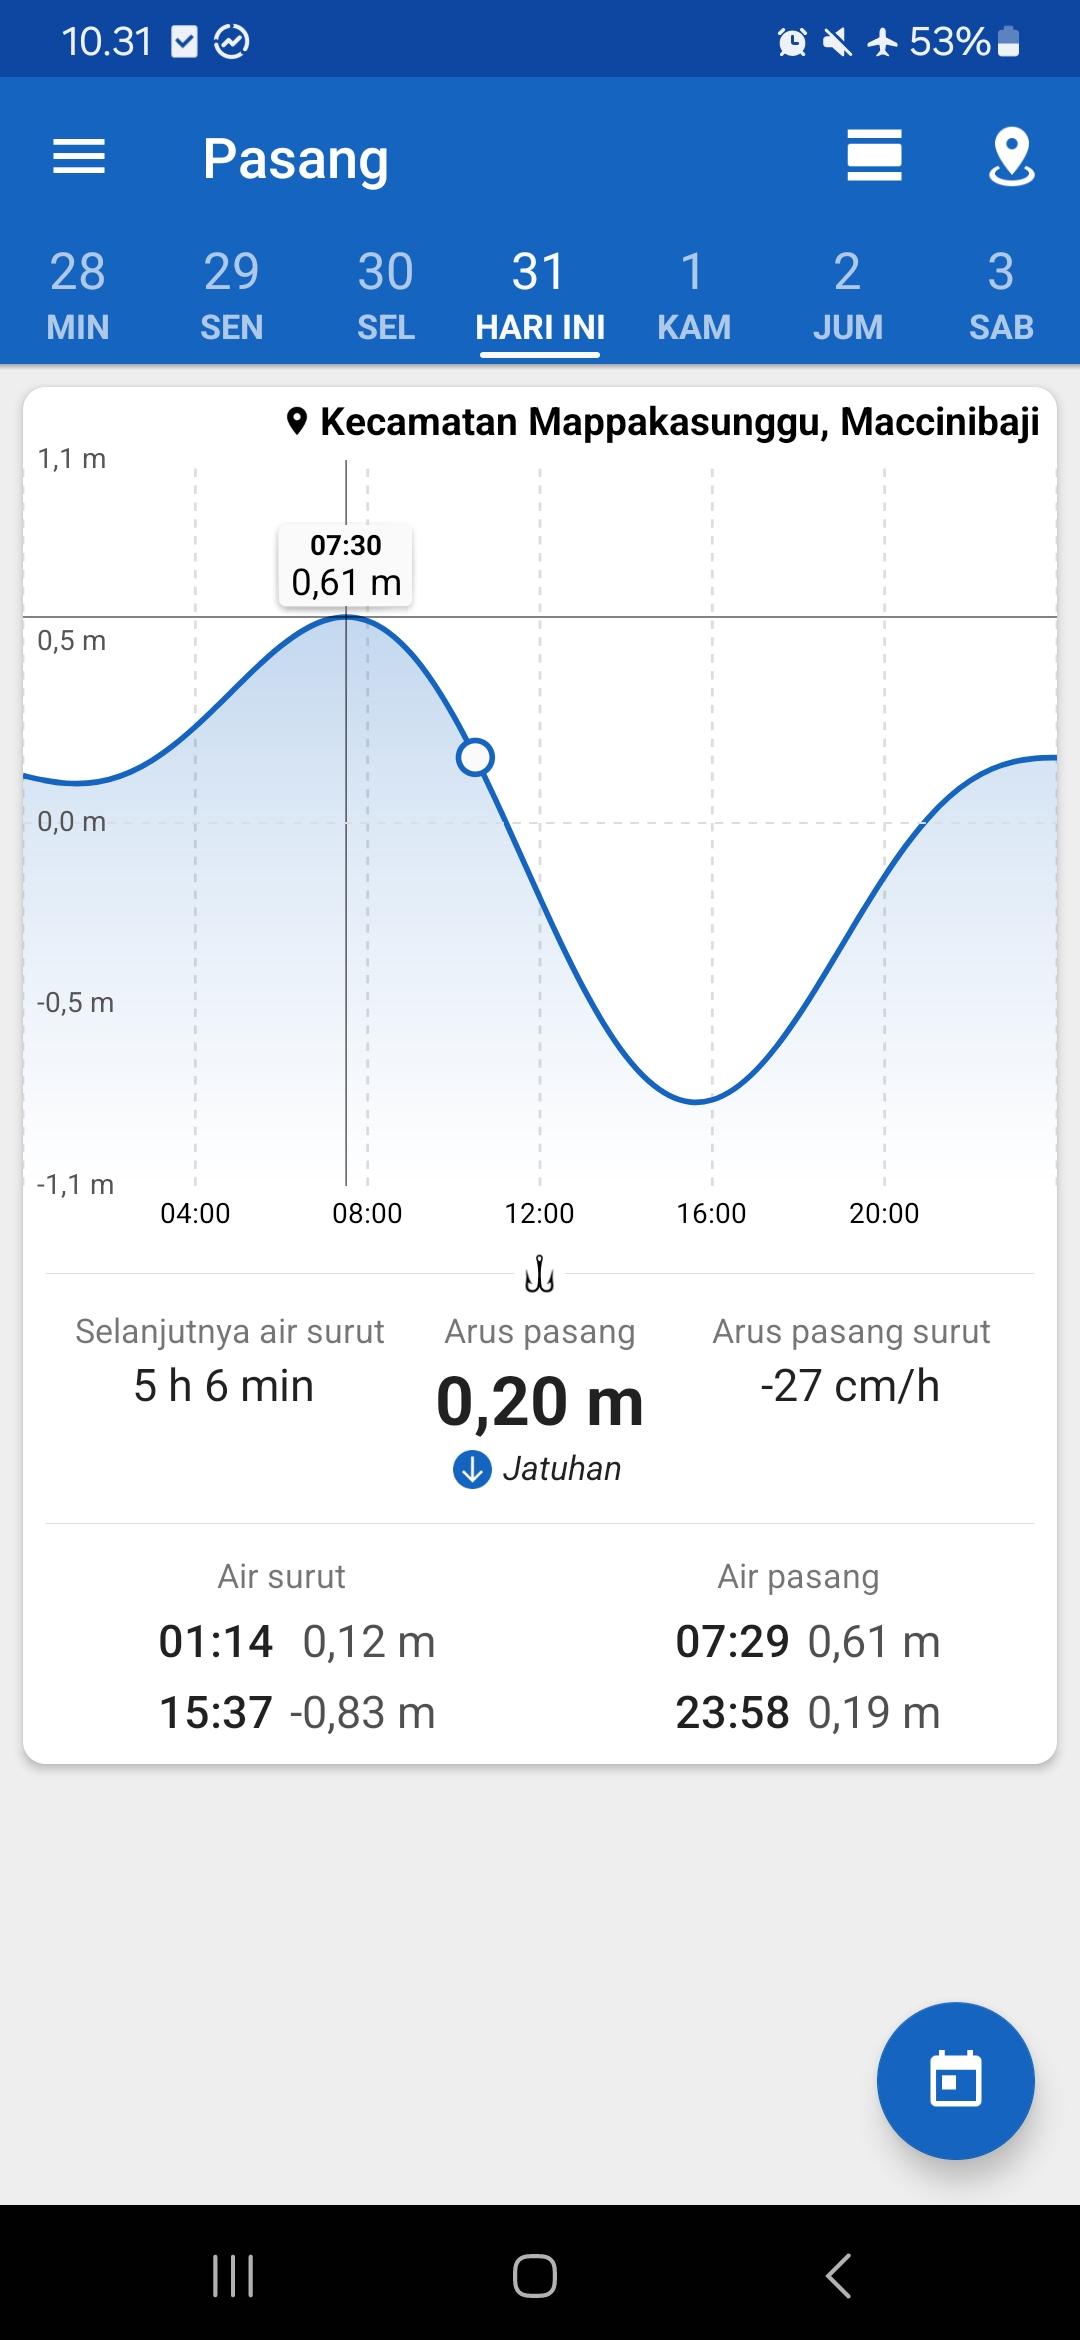 10.31
53%
Pasang
28 29 30 31 1 2 3
MIN SEN SEL HARI INI KAM JUM SAB
Kecamatan Mappakasunggu, Maccinibaji
1,1 m
07:30
0,61 m
0,5 m
0,0 m
-0,5 m
-1,1 m
04:00 08:00 12:00 16:00 20:00
Selanjutnya air surut Arus pasang Arus pasang surut
5 h 6 min 0,20 m -27 cm/h
Jatuhan
Air surut Air pasang
01:14 0,12 m 07:29 0,61 m
15:37 -0,83 m 23:58 0,19 m